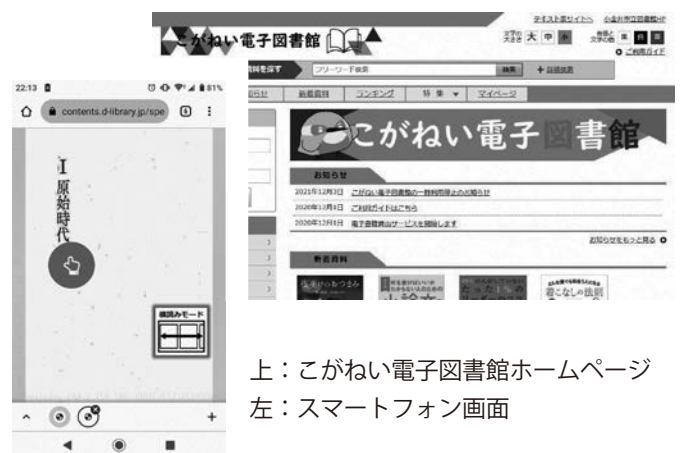 テキスト版サイトへ 小金井市立図書館HP
こがねい電子図書館
文字の大きさ 大 中 小
ご利用ガイド
フリーワード検索 検索 + 詳細検索
新着資料 ランキング 特集 ▼ マイページ
こがねい電子図書館
お知らせ
2021年12月3日 こがねい電子図書館の一時利用停止のお知らせ
2020年12月1日 ご利用ガイドはこちら
2020年12月1日 電子書籍貸出サービスを開始します
お知らせをもっと見る
新着資料
着こなしの法則
22:13 81%
contents.d-library.jp/spe
I 原始時代
横読みモード
上：こがねい電子図書館ホームページ
左：スマートフォン画面